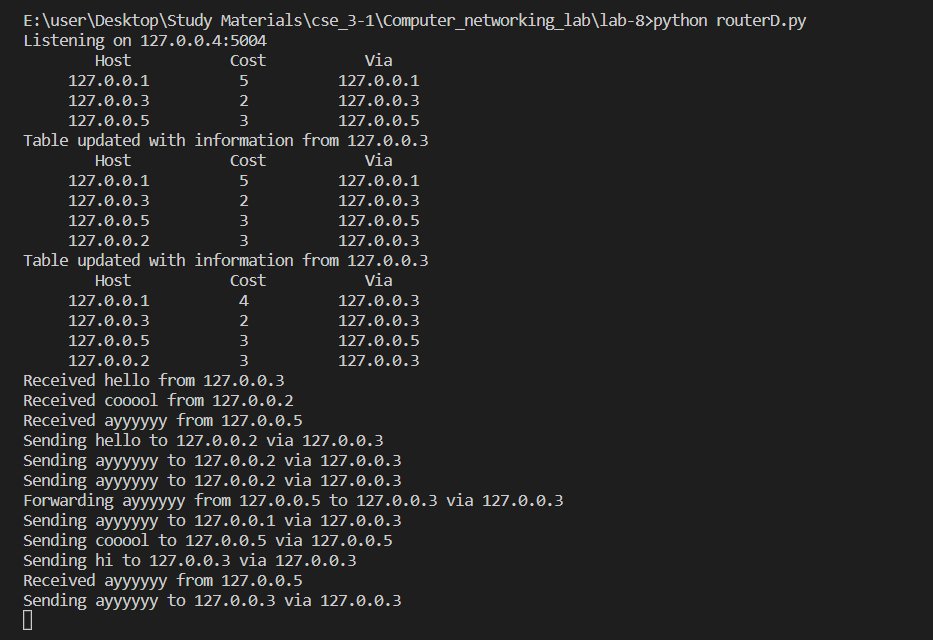 E:\user\Desktop\Study Materials\cse_3-1\Computer_networking_lab\lab-8>python routerD.py
Listening on 127.0.0.4:5004
Host Cost Via
127.0.0.1 5 127.0.0.1
127.0.0.3 2 127.0.0.3
127.0.0.5 3 127.0.0.5
Table updated with information from 127.0.0.3
Host Cost Via
127.0.0.1 5 127.0.0.1
127.0.0.3 2 127.0.0.3
127.0.0.5 3 127.0.0.5
127.0.0.2 3 127.0.0.3
Table updated with information from 127.0.0.3
Host Cost Via
127.0.0.1 4 127.0.0.3
127.0.0.3 2 127.0.0.3
127.0.0.5 3 127.0.0.5
127.0.0.2 3 127.0.0.3
Received hello from 127.0.0.3
Received cooool from 127.0.0.2
Received ayyyyyy from 127.0.0.5
Sending hello to 127.0.0.2 via 127.0.0.3
Sending ayyyyyy to 127.0.0.2 via 127.0.0.3
Sending ayyyyyy to 127.0.0.2 via 127.0.0.3
Forwarding ayyyyyy from 127.0.0.5 to 127.0.0.3 via 127.0.0.3
Sending ayyyyyy to 127.0.0.1 via 127.0.0.3
Sending cooool to 127.0.0.5 via 127.0.0.5
Sending hi to 127.0.0.3 via 127.0.0.3
Received ayyyyyy from 127.0.0.5
Sending ayyyyyy to 127.0.0.3 via 127.0.0.3